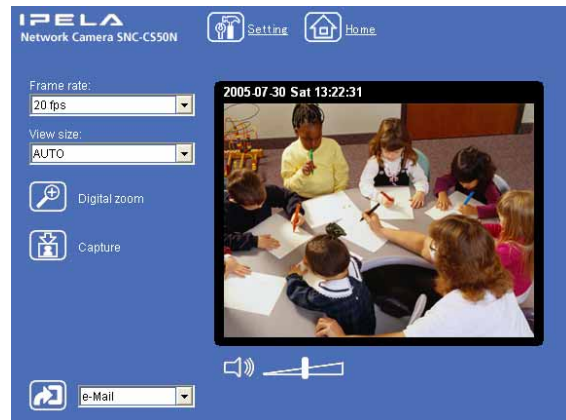 IPELA
Network Camera SNC-CS50N
Setting
Home
Frame rate:
20 fps
View size:
AUTO
Digital zoom
Capture
2005-07-30 Sat 13:22:31
e-Mail